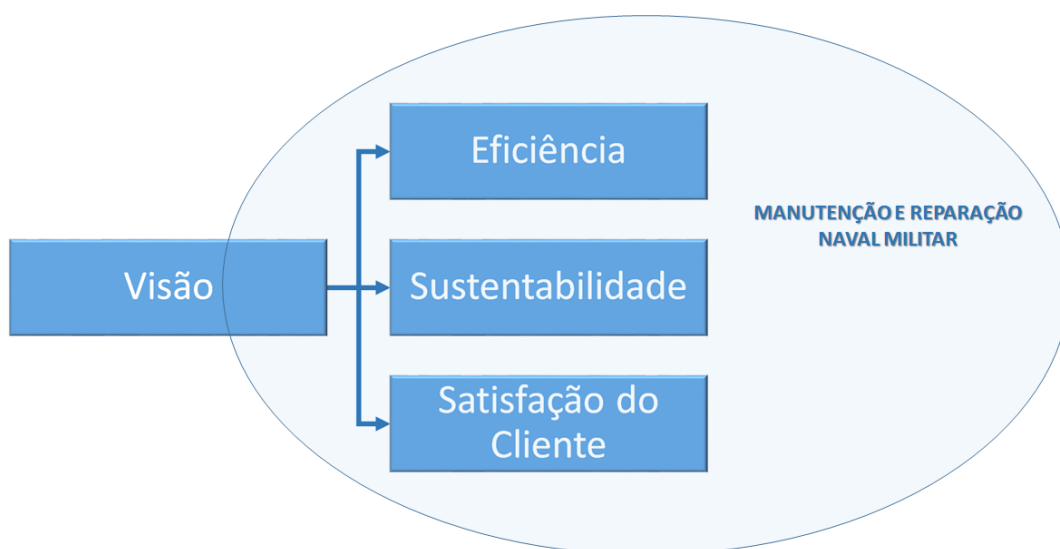 Eficiência
MANUTENÇÃO E REPARAÇÃO
NAVAL MILITAR
Visão
Sustentabilidade
Satisfação do
Cliente